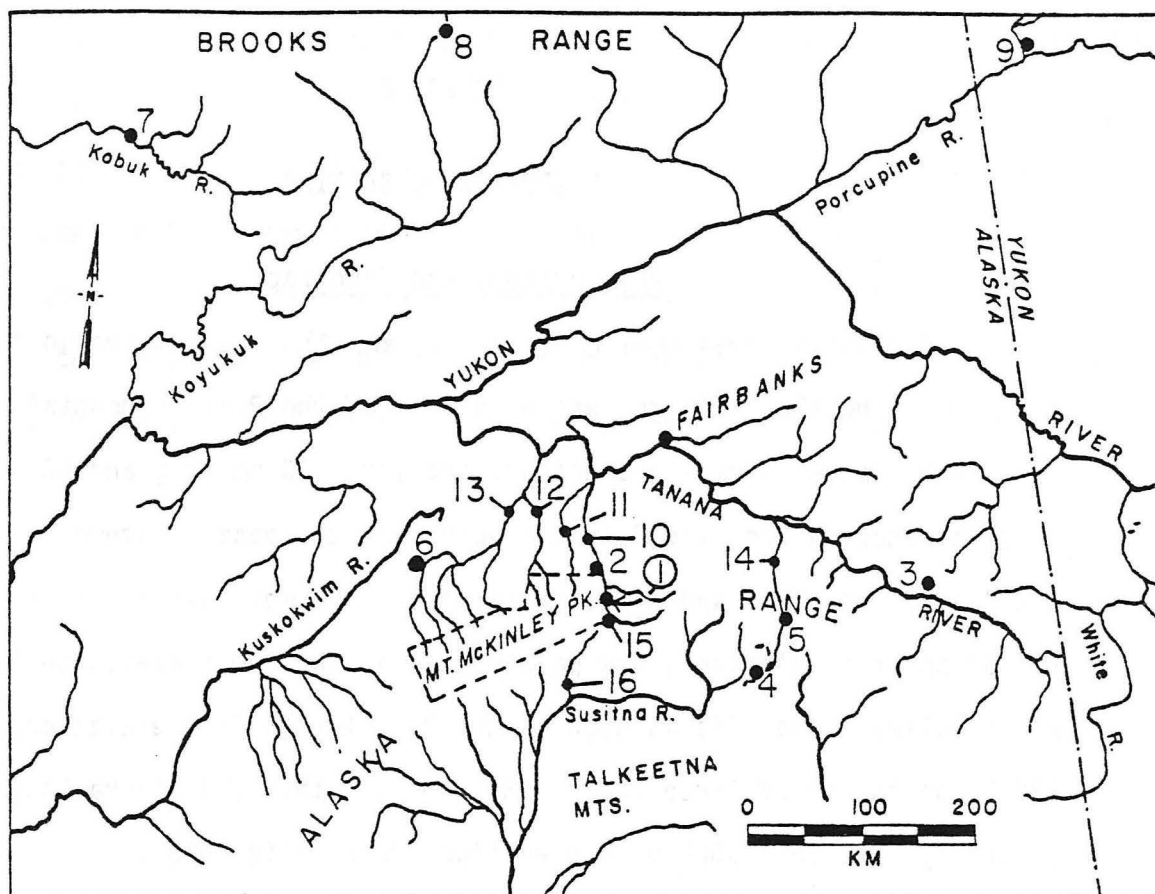 BROOKS RANGE
8
9
7
Kobuk R.
Porcupine R.
YUKON
ALASKA
-N-
R.
Koyukuk
YUKON
FAIRBANKS
RIVER
TANANA
13
12
11
10
6
2
1
14
3
Kuskokwim R.
MT. McKINLEY PK.
RANGE
RIVER
5
15
4
White R.
16
Susitna R.
ALASKA
TALKEETNA
MTS.
0 100 200
KM